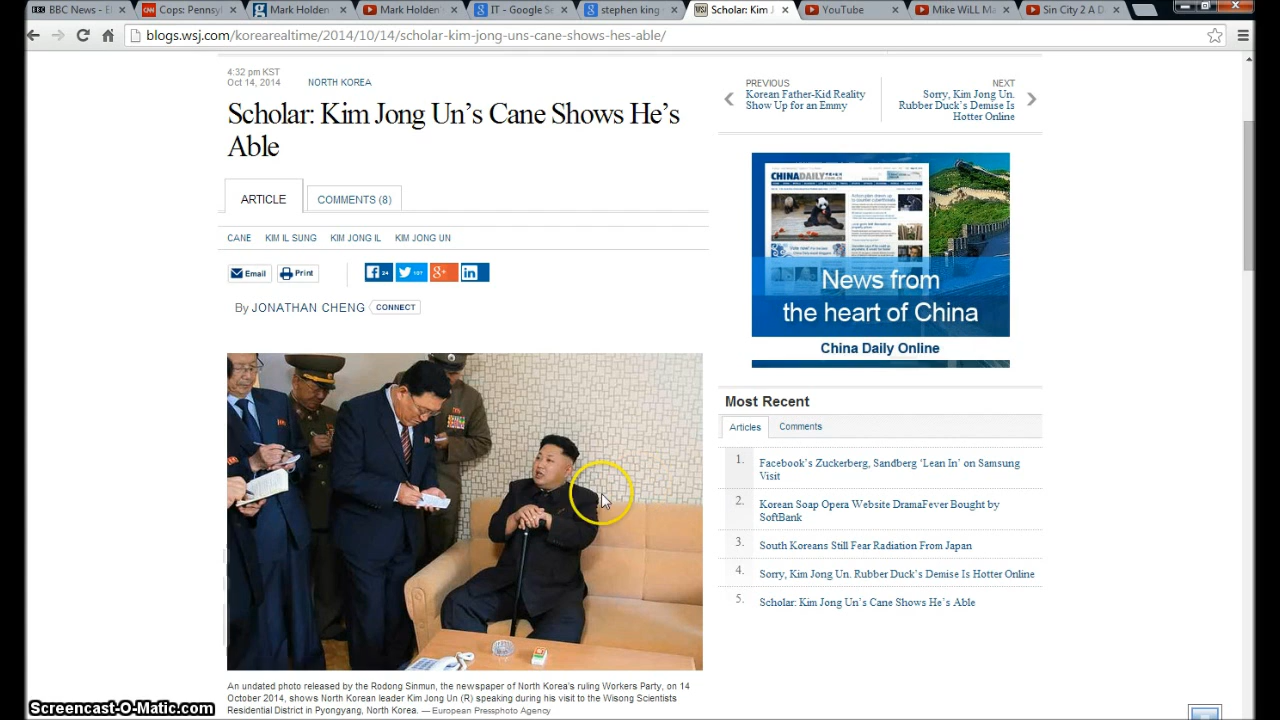 BBC News - El
Cops: Pennsyl
Mark Holden
Mark Holden'
IT - Google Se
stephen king
Scholar: Kim J
YouTube
Mike WiLL Ma
Sin City 2 A D
blogs.wsj.com/korearealtime/2014/10/14/scholar-kim-jong-uns-cane-shows-hes-able/
4:32 pm KST
Oct 14, 2014
NORTH KOREA
Scholar: Kim Jong Un's Cane Shows He's
Able
ARTICLE
COMMENTS (8)
CANE
KIM IL SUNG
KIM JONG IL
KIM JONG UN
Email
Print
24
By JONATHAN CHENG
CONNECT
An undated photo released by the Rodong Sinmun, the newspaper of North Korea's ruling Workers Party, on 14
October 2014, shows North Korean leader Kim Jong Un (R) speaking during his visit to the Wisong Scientists
Residential District in Pyongyang, North Korea. — European Pressphoto Agency
PREVIOUS
Korean Father-Kid Reality
Show Up for an Emmy
NEXT
Sorry, Kim Jong Un.
Rubber Duck's Demise Is
Hotter Online
CHINADAILY
News from
the heart of China
China Daily Online
Most Recent
Articles
Comments
1. Facebook's Zuckerberg, Sandberg 'Lean In' on Samsung
Visit
2. Korean Soap Opera Website DramaFever Bought by
SoftBank
3. South Koreans Still Fear Radiation From Japan
4. Sorry, Kim Jong Un. Rubber Duck's Demise Is Hotter Online
5. Scholar: Kim Jong Un's Cane Shows He's Able
Screencast-O-Matic.com